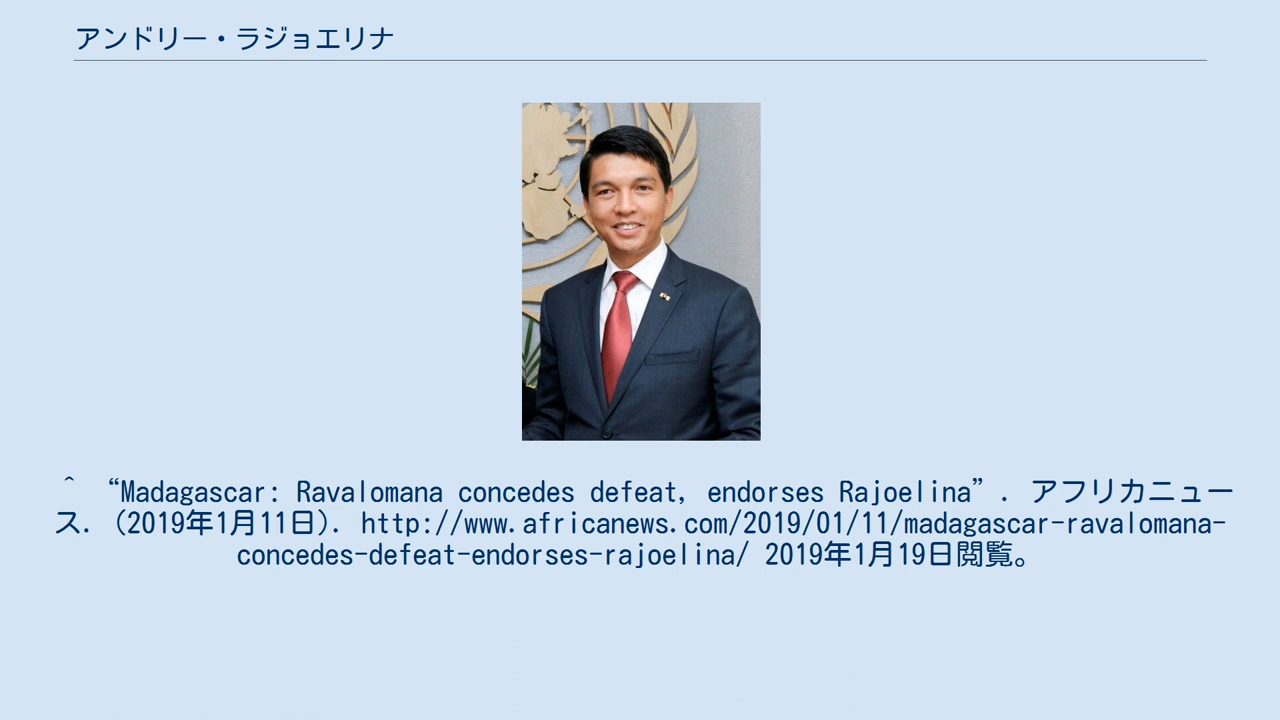 アンドリー・ラジョエリナ
^ “Madagascar: Ravalomana concedes defeat, endorses Rajoelina”. アフリカニュー
ス. (2019年1月11日). http://www.africanews.com/2019/01/11/madagascar-ravalomana-
concedes-defeat-endorses-rajoelina/ 2019年1月19日閲覧。